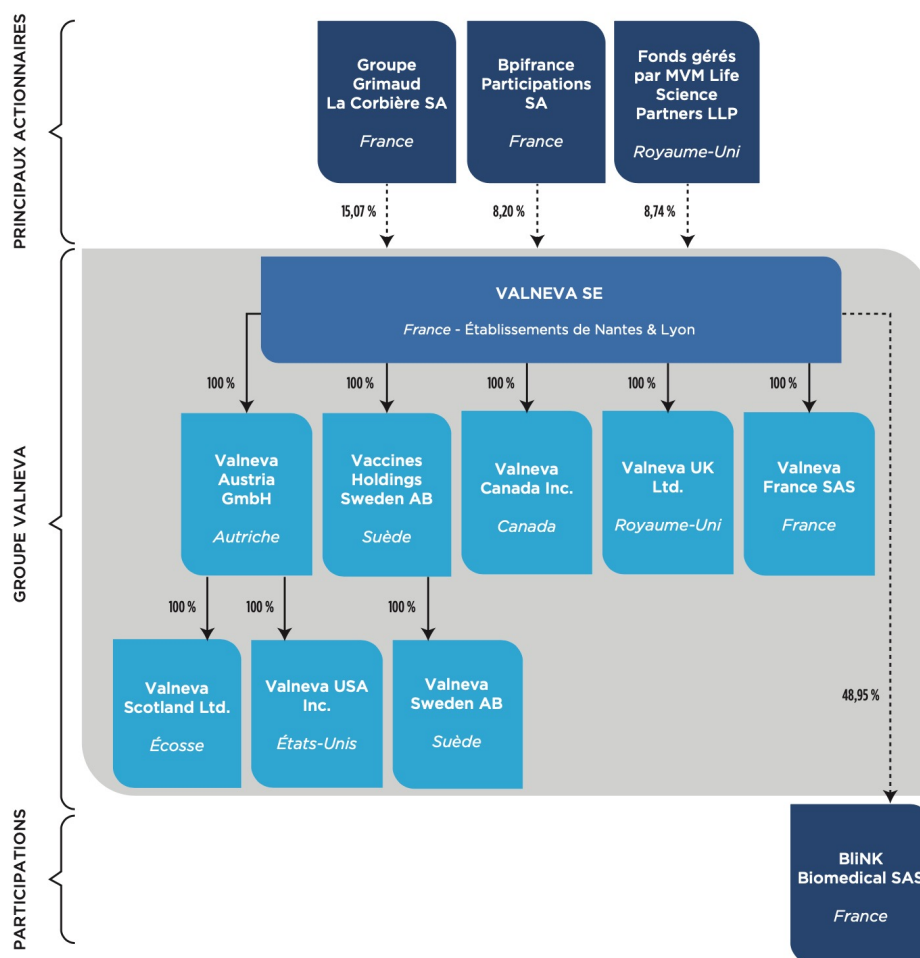 PRINCIPAUX ACTIONNAIRES
Groupe
Grimaud
La Corbière SA
France
Bpifrance
Participations
SA
France
Fonds gérés
par MVM Life
Science
Partners LLP
Royaume-Uni
15,07 %
8,20 %
8,74 %
GROUPE VALNEVA
VALNEVA SE
France - Établissements de Nantes & Lyon
100 %
100 %
100 %
100 %
100 %
Valneva
Austria
GmbH
Autriche
Vaccines
Holdings
Sweden AB
Suède
Valneva
Canada Inc.
Canada
Valneva UK
Ltd.
Royaume-Uni
Valneva
France SAS
France
100 %
100 %
100 %
Valneva
Scotland Ltd.
Écosse
Valneva USA
Inc.
États-Unis
Valneva
Sweden AB
Suède
48,95 %
PARTICIPATIONS
BliNK
Biomedical SAS
France